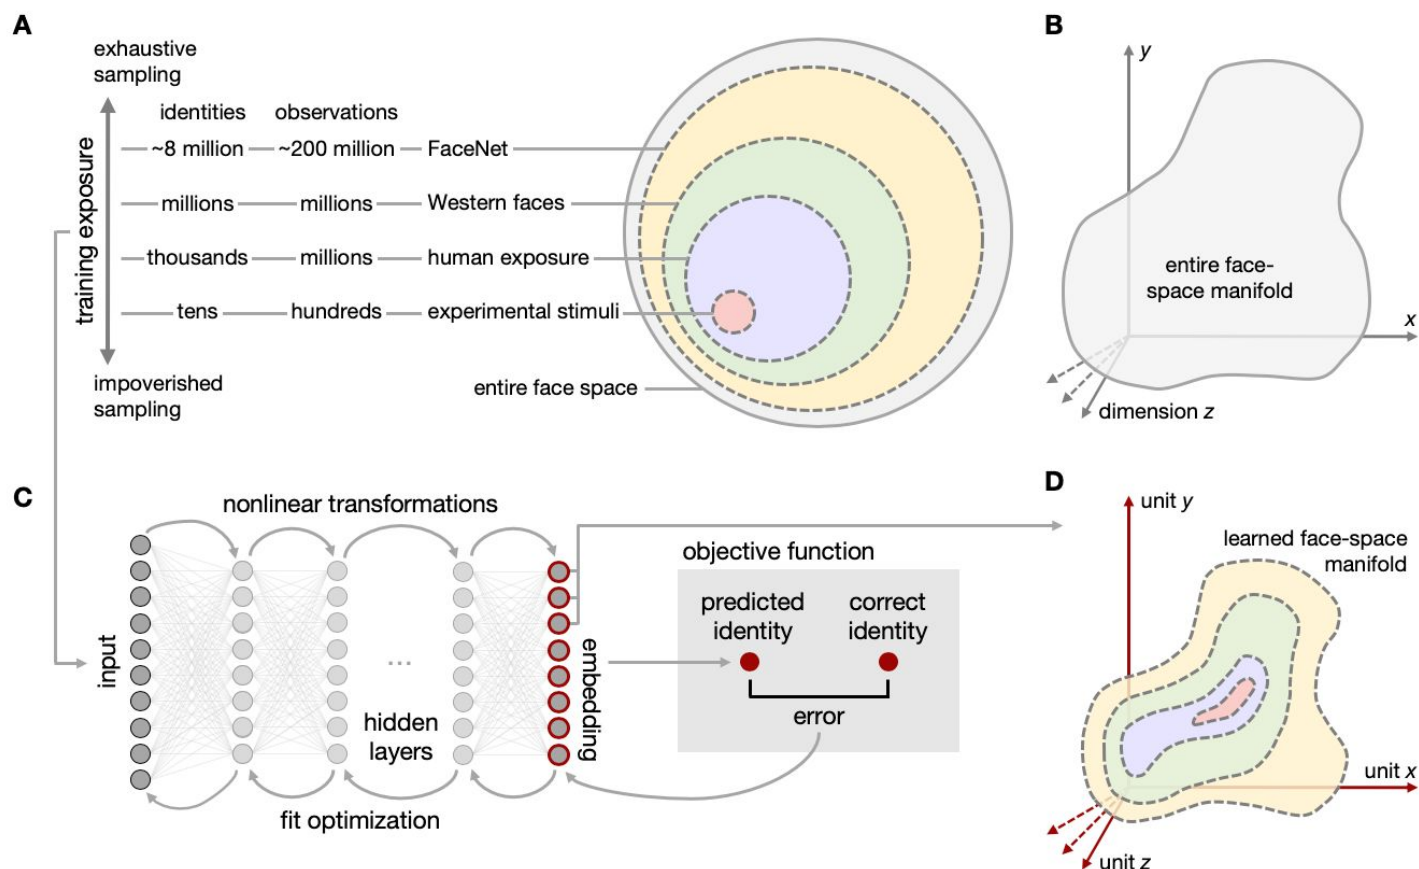 A
exhaustive
sampling
identities
observations
~8 million
~200 million
FaceNet
millions
millions
Western faces
thousands
millions
human exposure
tens
hundreds
experimental stimuli
entire face space
training exposure
impoverished
sampling
B
y
entire face-
space manifold
x
dimension z
C
nonlinear transformations
input
...
hidden
layers
embedding
fit optimization
objective function
predicted
identity
correct
identity
error
D
unit y
learned face-space
manifold
unit x
unit z